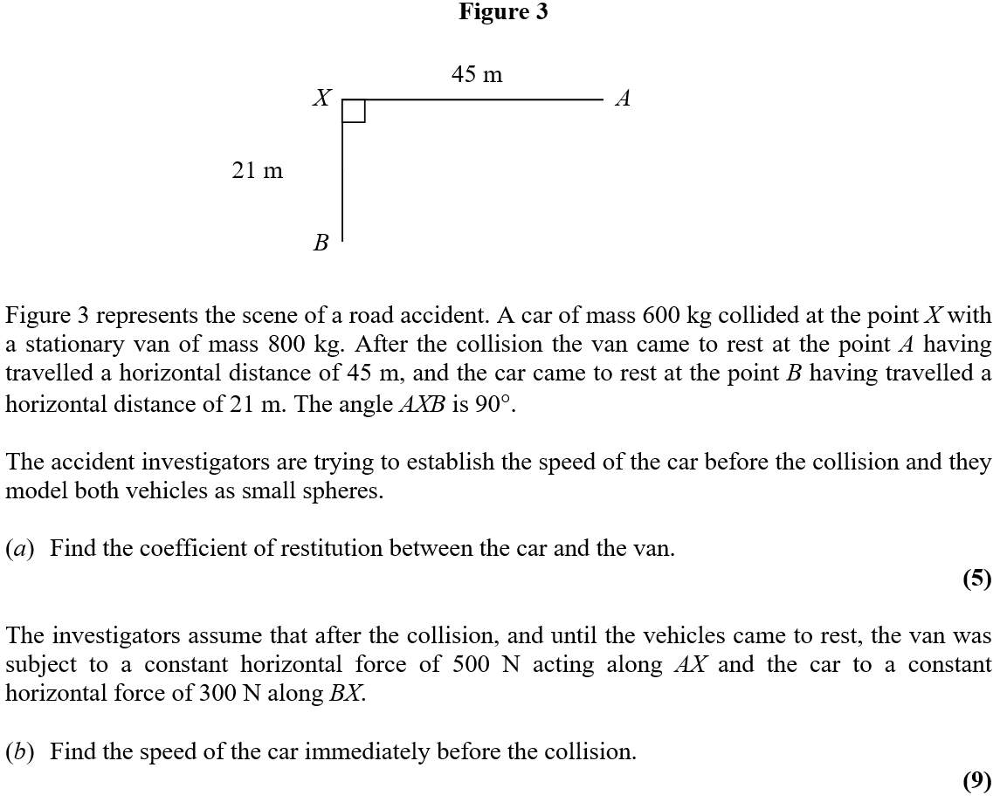 Figure 3
45 m
X
A
21 m
B
Figure 3 represents the scene of a road accident. A car of mass 600 kg collided at the point X with
a stationary van of mass 800 kg. After the collision the van came to rest at the point A having
travelled a horizontal distance of 45 m, and the car came to rest at the point B having travelled a
horizontal distance of 21 m. The angle AXB is 90°.
The accident investigators are trying to establish the speed of the car before the collision and they
model both vehicles as small spheres.
(a) Find the coefficient of restitution between the car and the van.
(5)
The investigators assume that after the collision, and until the vehicles came to rest, the van was
subject to a constant horizontal force of 500 N acting along AX and the car to a constant
horizontal force of 300 N along BX.
(b) Find the speed of the car immediately before the collision.
(9)